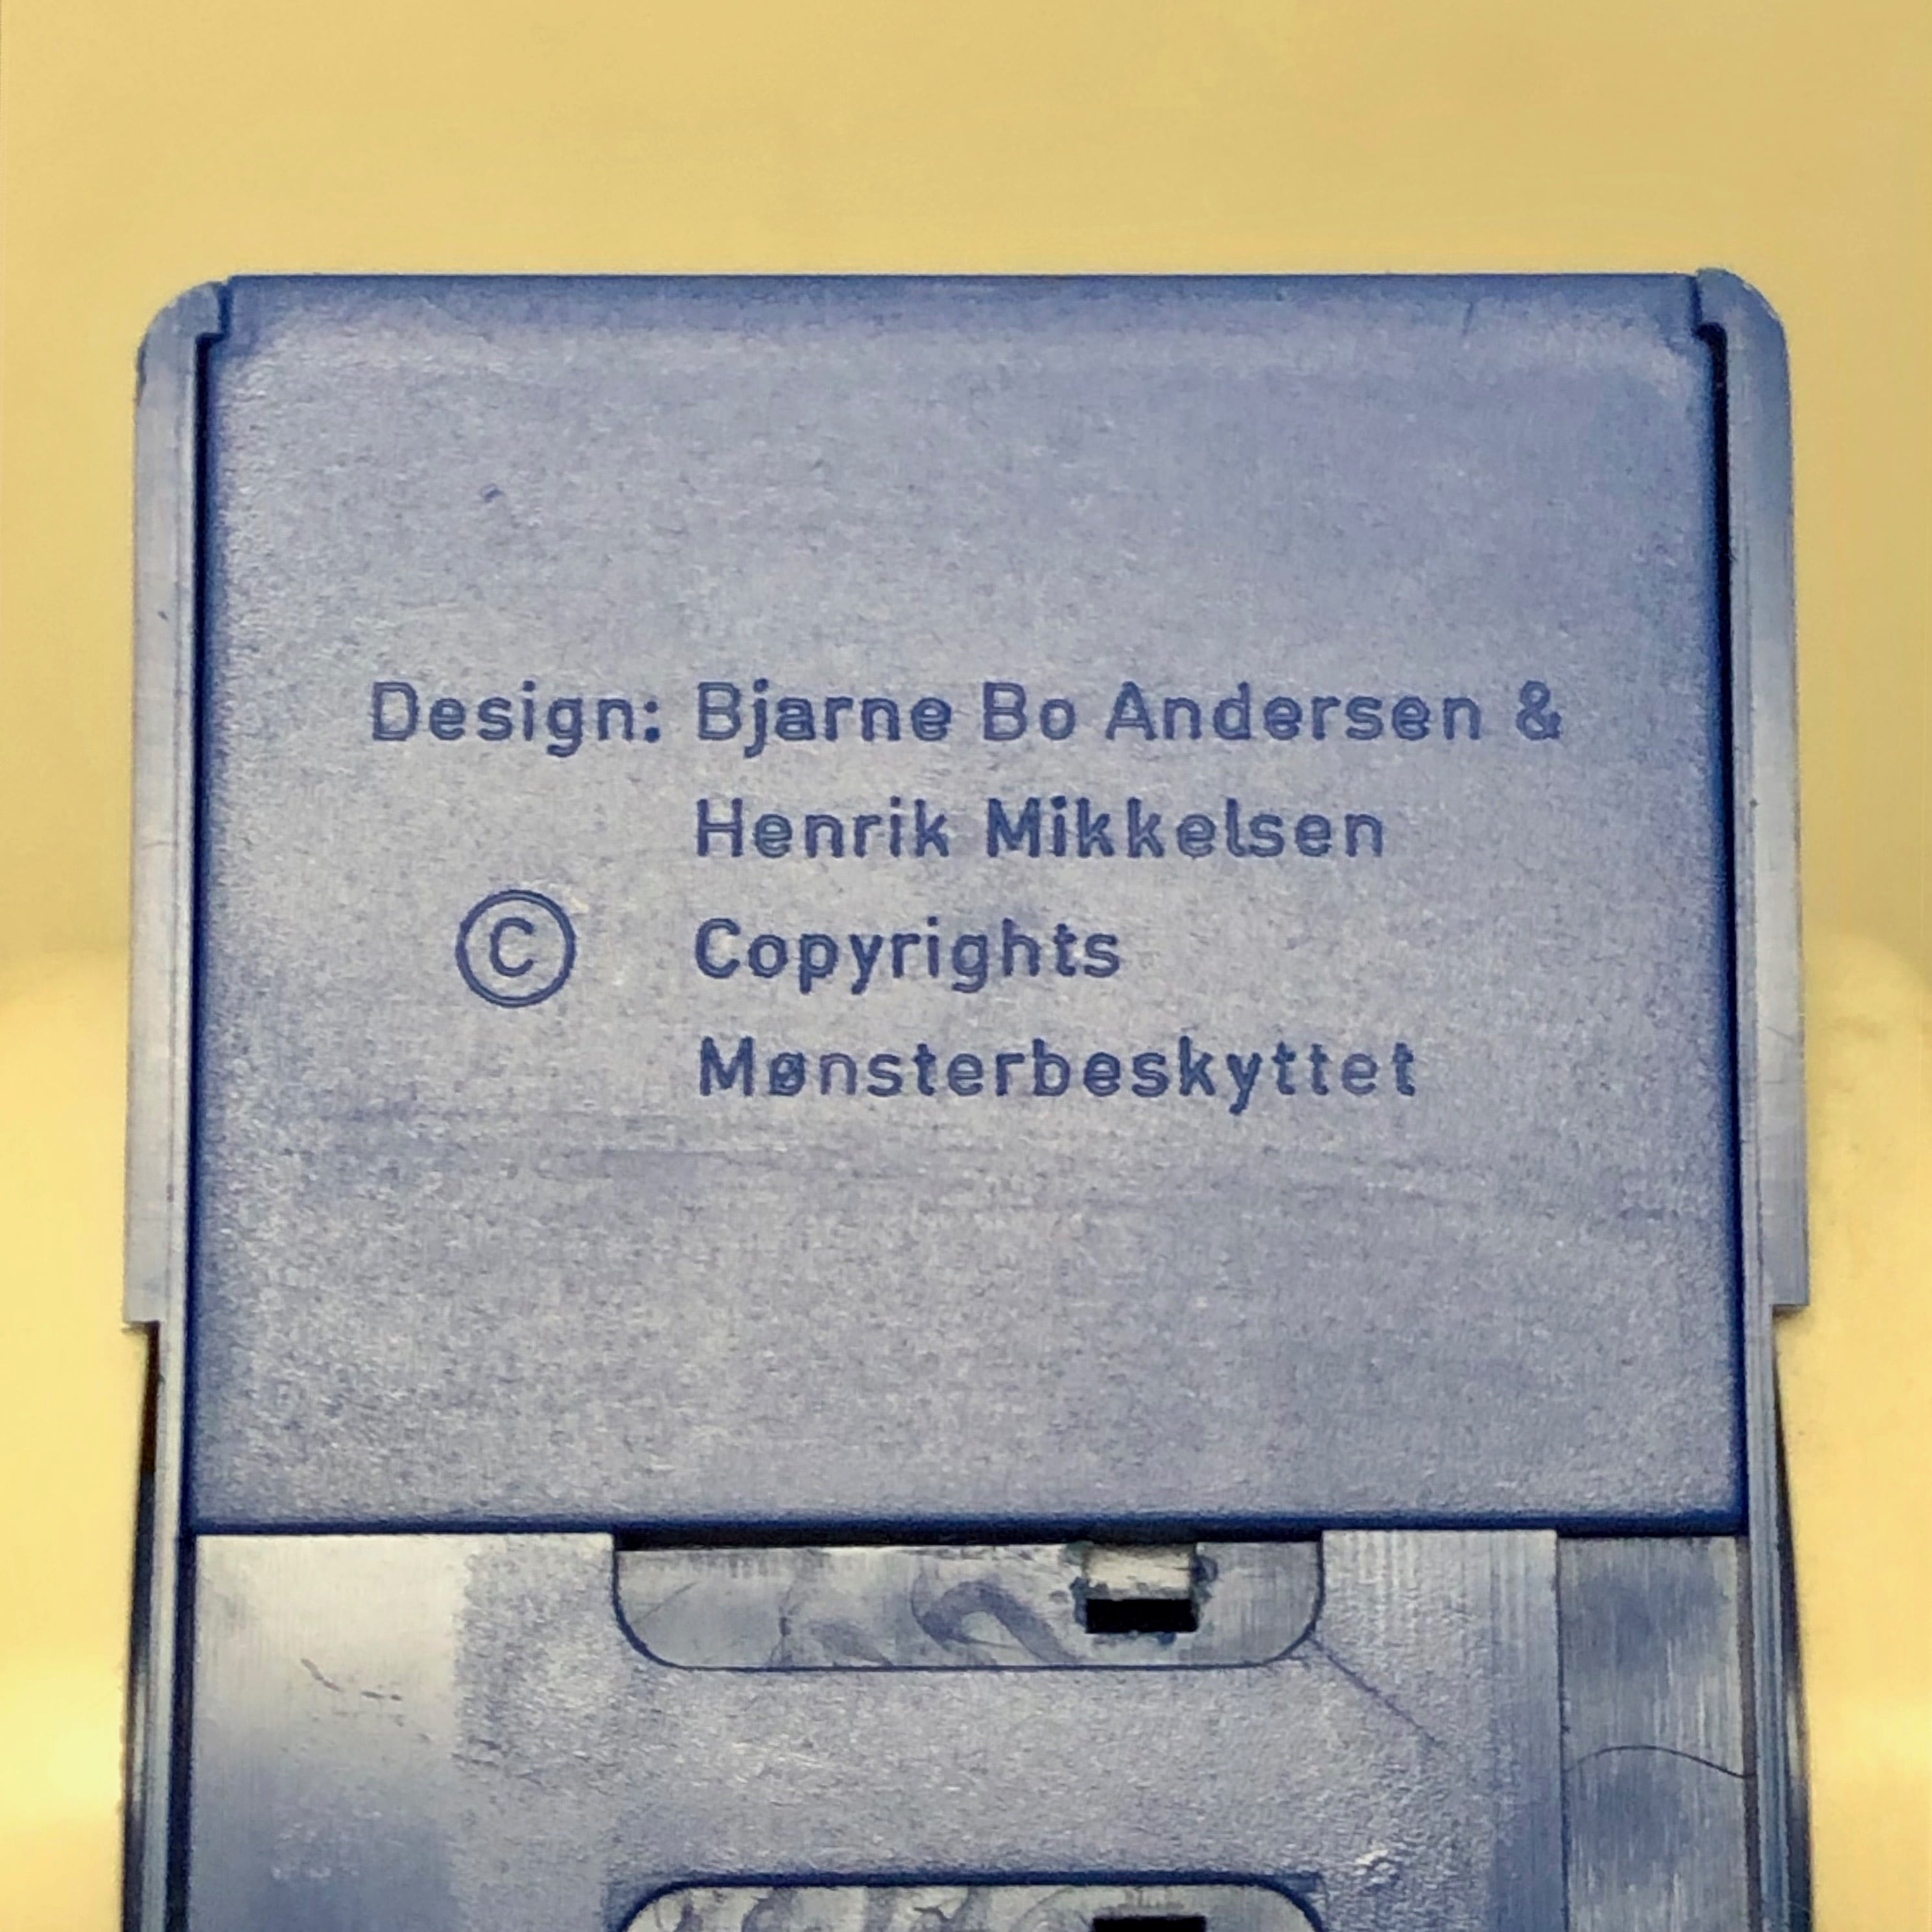 Design: Bjarne Bo Andersen &
Henrik Mikkelsen
© Copyrights
Mønsterbeskyttet